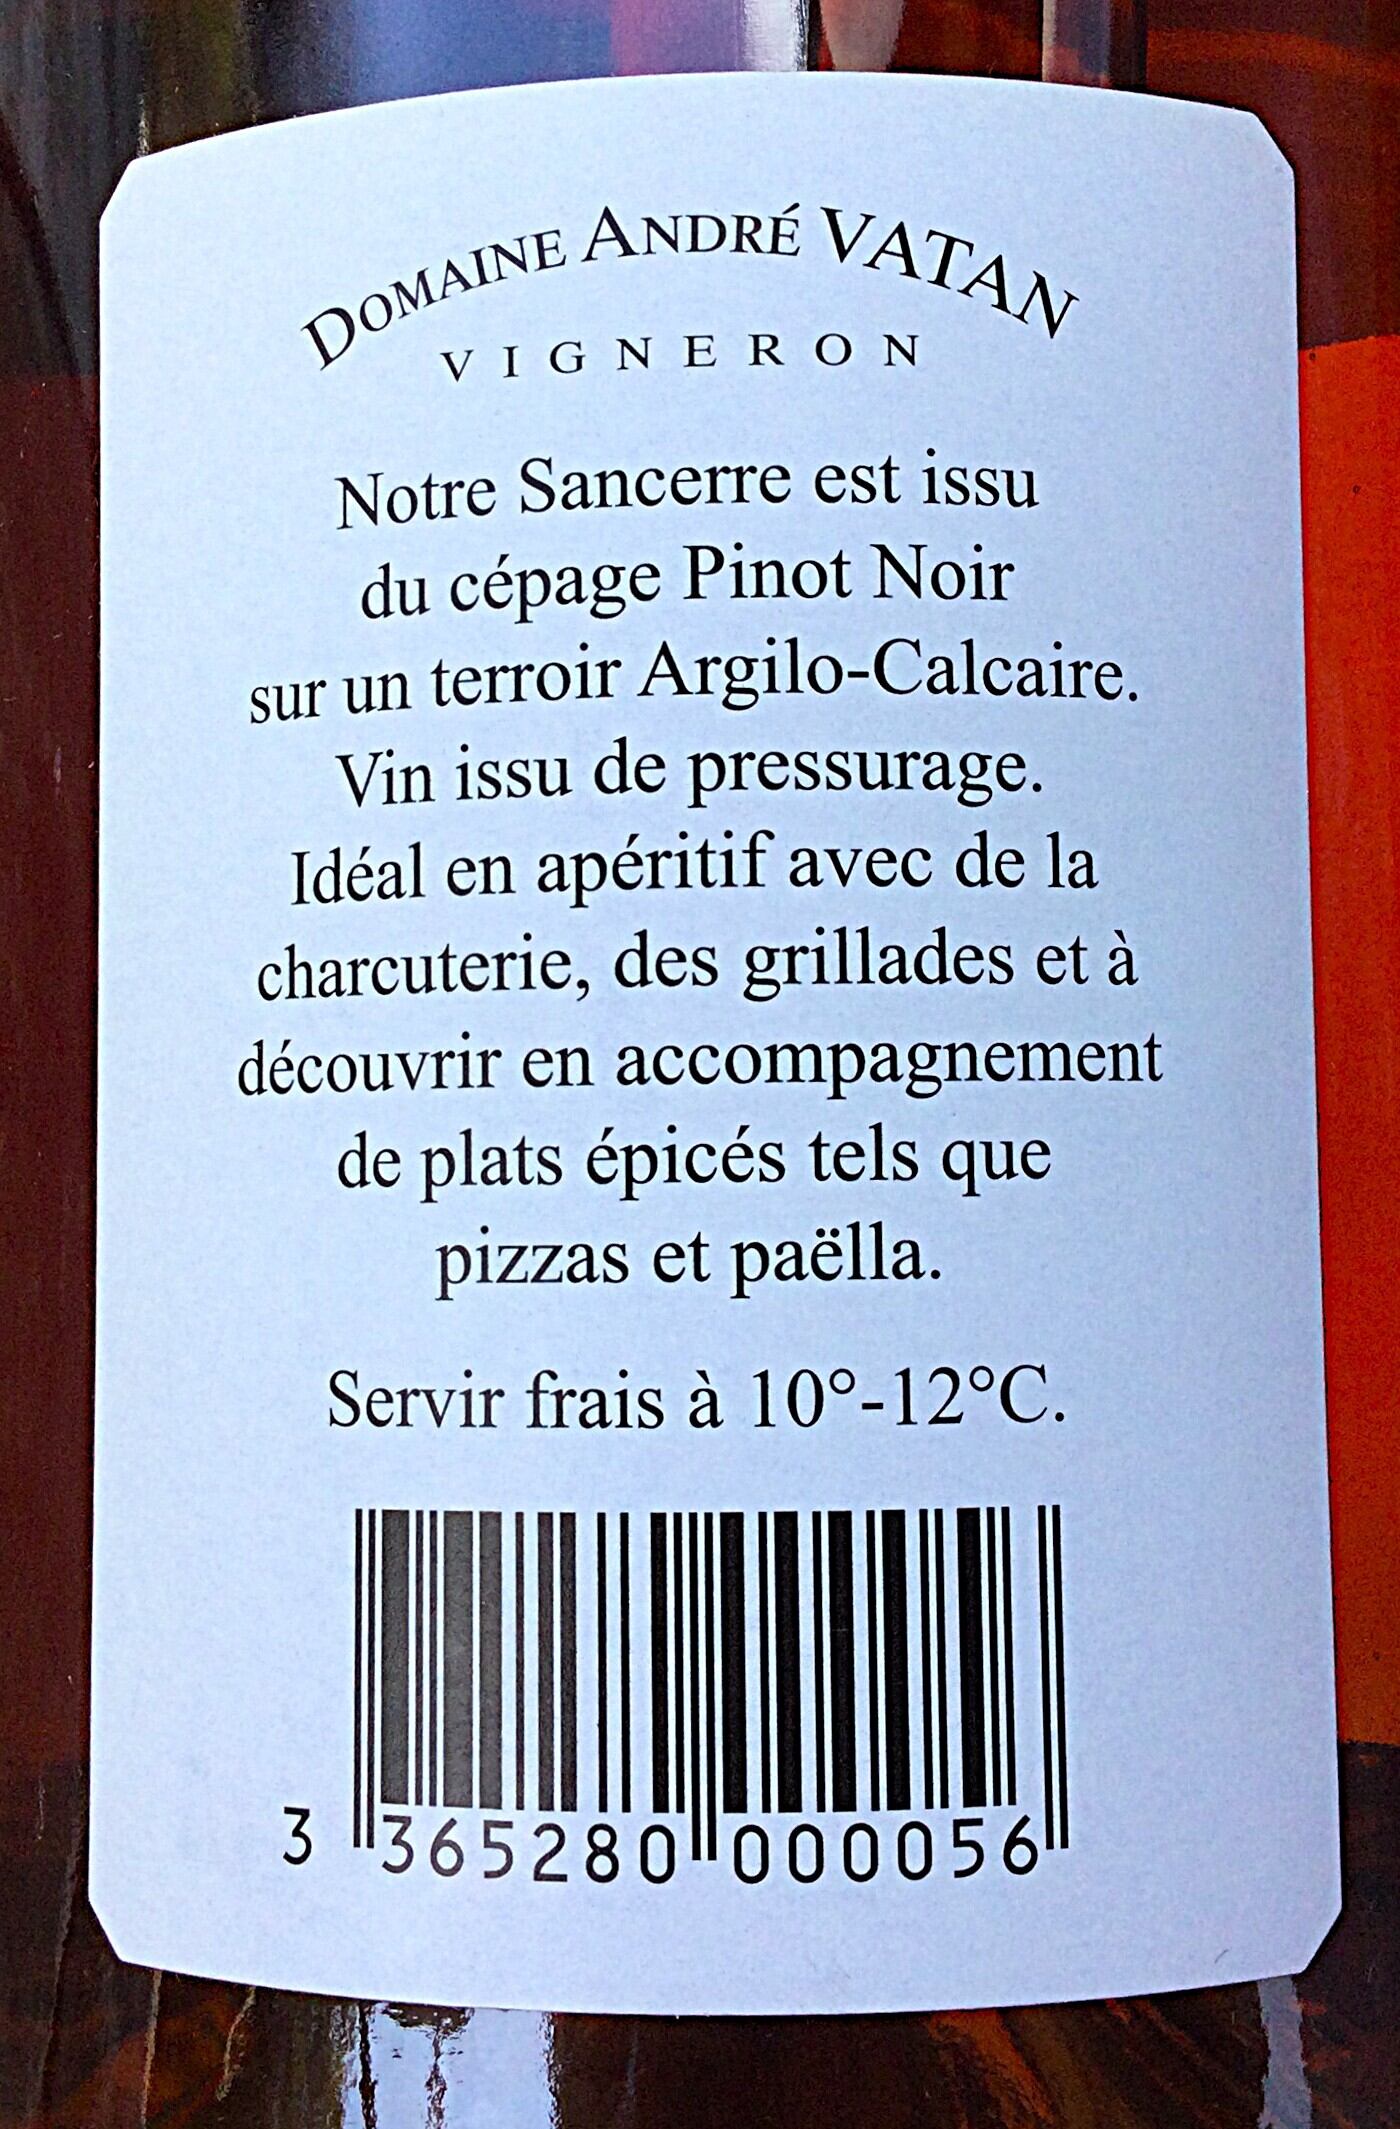 DOMAINE ANDRÉ VATAN
VIGNERON
Notre Sancerre est issu
du cépage Pinot Noir
sur un terroir Argilo-Calcaire.
Vin issu de pressurage.
Idéal en apéritif avec de la
charcuterie, des grillades et à
découvrir en accompagnement
de plats épicés tels que
pizzas et paëlla.
Servir frais à 10°-12°C.
3 365280 000056